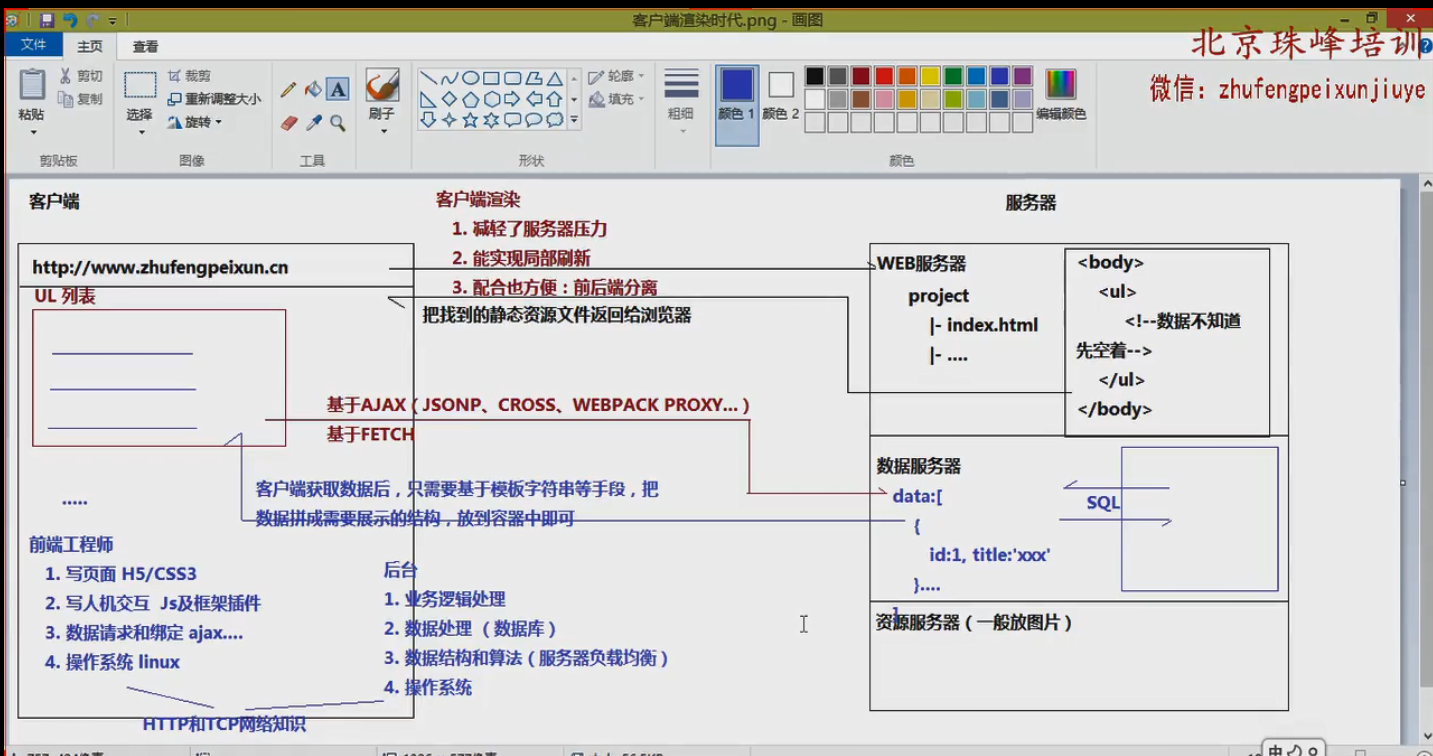 客户端渲染时代.png - 画图
北京珠峰培训
微信：zhufengpeixunjiuye
文件 主页 查看
粘贴
剪切
复制
剪贴板
选择
裁剪
重新调整大小
旋转
图像
A
工具
刷子
形状
轮廓
填充
粗细
颜色 1
颜色 2
编辑颜色
颜色
客户端
客户端渲染
1. 减轻了服务器压力
2. 能实现局部刷新
3. 配合也方便：前后端分离
服务器
http://www.zhufengpeixun.cn
UL 列表
把找到的静态资源文件返回给浏览器
WEB服务器
project
|- index.html
|- ....
<body>
<ul>
<!--数据不知道
先空着-->
</ul>
</body>
基于AJAX（JSONP、CROSS、WEBPACK PROXY...）
基于FETCH
客户端获取数据后，只需要基于模板字符串等手段，把
数据拼成需要展示的结构，放到容器中即可
.....
数据服务器
data:[
{
id:1, title:'xxx'
}....
]
SQL
资源服务器（一般放图片）
前端工程师
1. 写页面 H5/CSS3
2. 写人机交互 Js及框架插件
3. 数据请求和绑定 ajax....
4. 操作系统 linux
后台
1. 业务逻辑处理
2. 数据处理 （数据库）
3. 数据结构和算法（服务器负载均衡）
4. 操作系统
HTTP和TCP网络知识